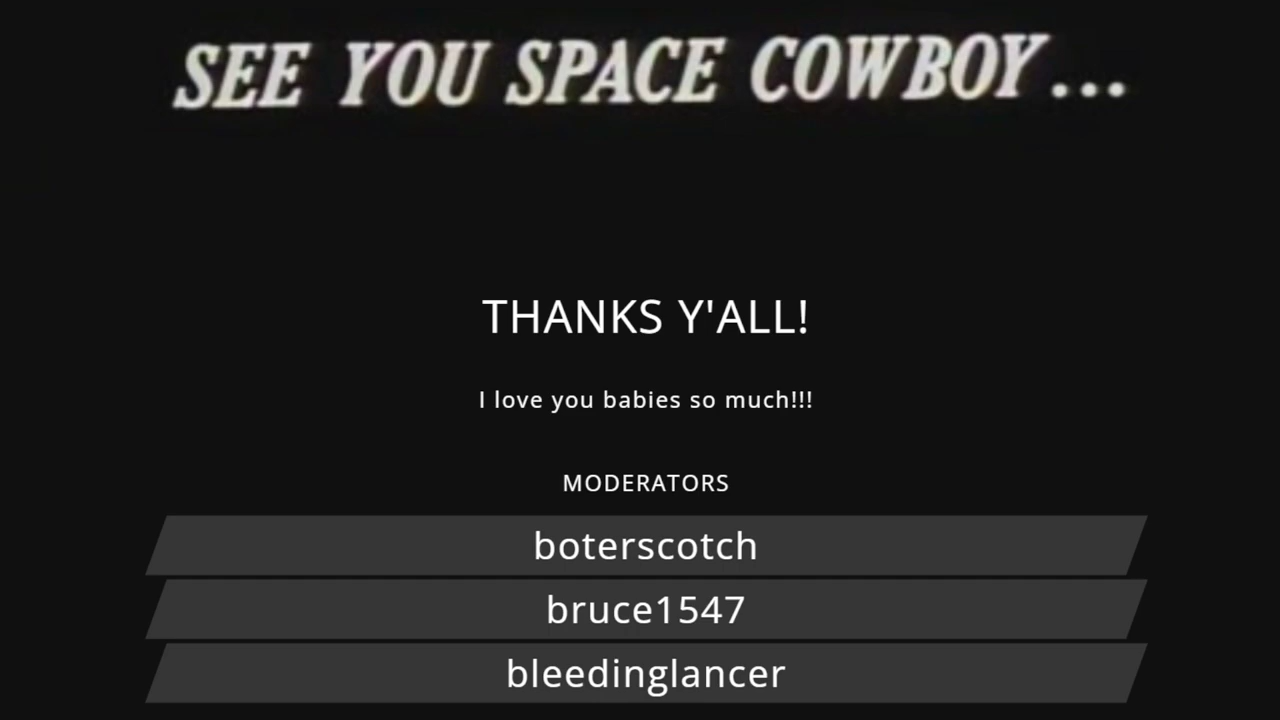 SEE YOU SPACE COWBOY...
THANKS Y'ALL!
I love you babies so much!!!
MODERATORS
boterscotch
bruce1547
bleedinglancer